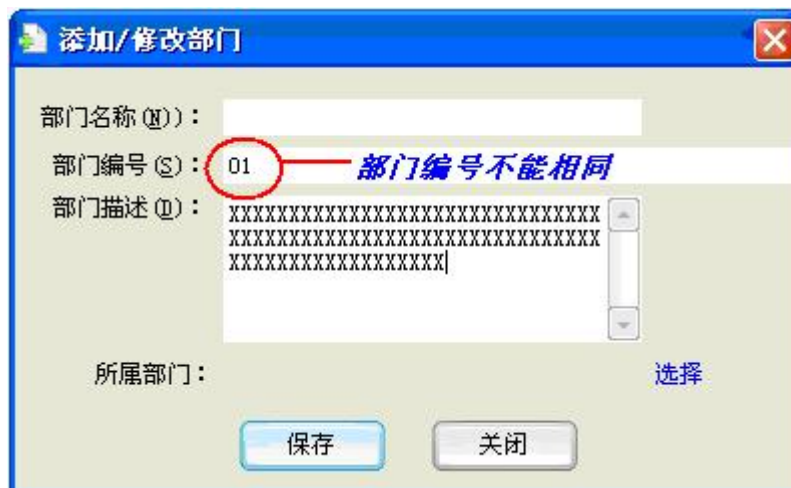 添加/修改部门
部门名称(N)):
部门编号(S): 01 部门编号不能相同
部门描述(D): XXXXXXXXXXXXXXXXXXXXXXXXXXXXXXX
XXXXXXXXXXXXXXXXXXXXXXXXXXXXXXX
XXXXXXXXXXXXXXXXXX
所属部门: 选择
保存 关闭